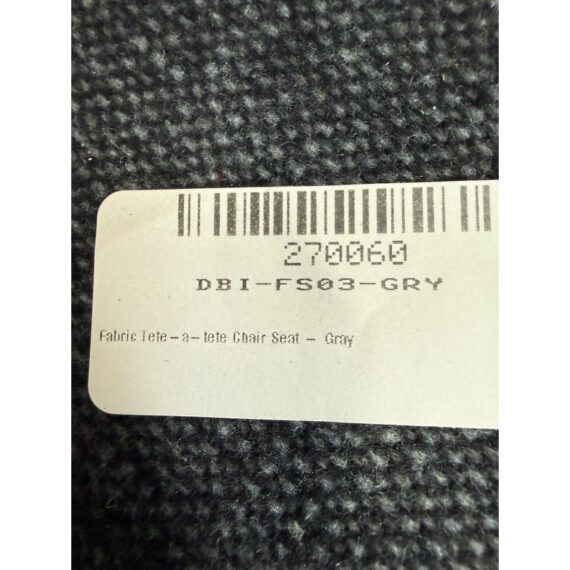 270060
DBI-FS03-GRY
Fabric Tete-a-tete Chair Seat - Gray